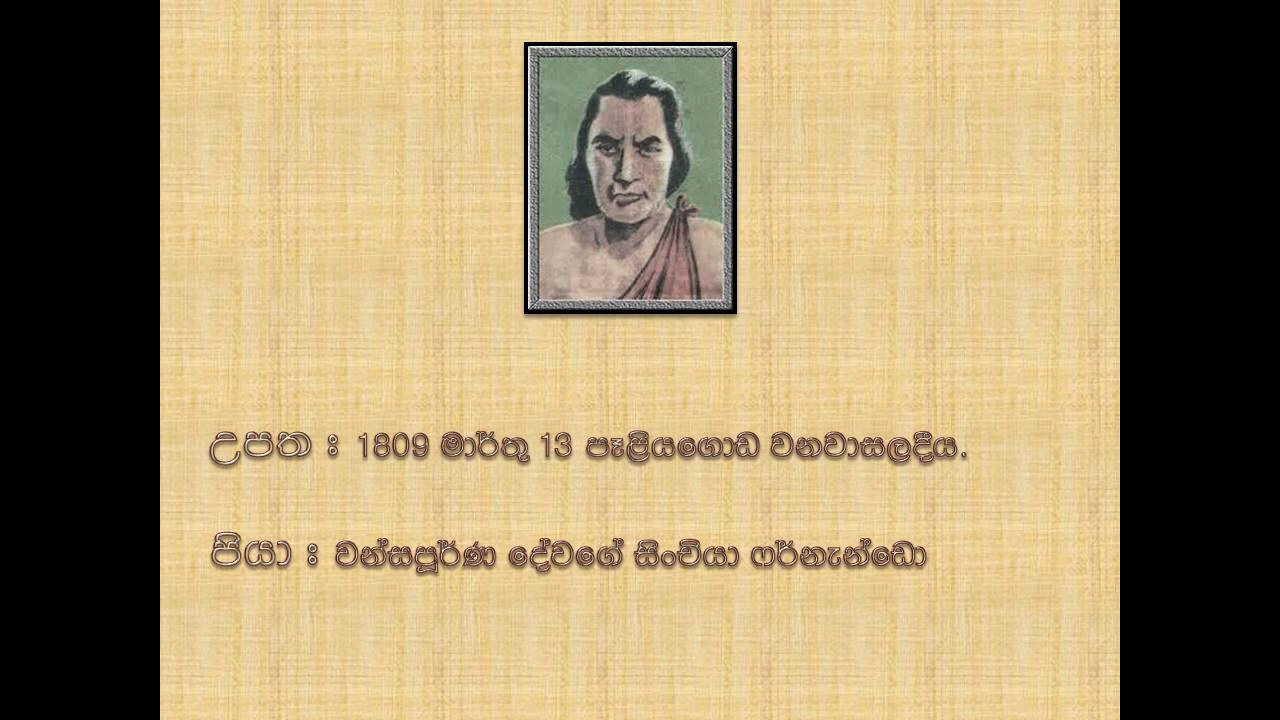 උපත : 1809 මාර්තු 13 පෑළියගොඩ වනවාසලදීය.
පියා : වන්සපූර්ණ දේවගේ සිංචියා ෆර්නැන්ඩො